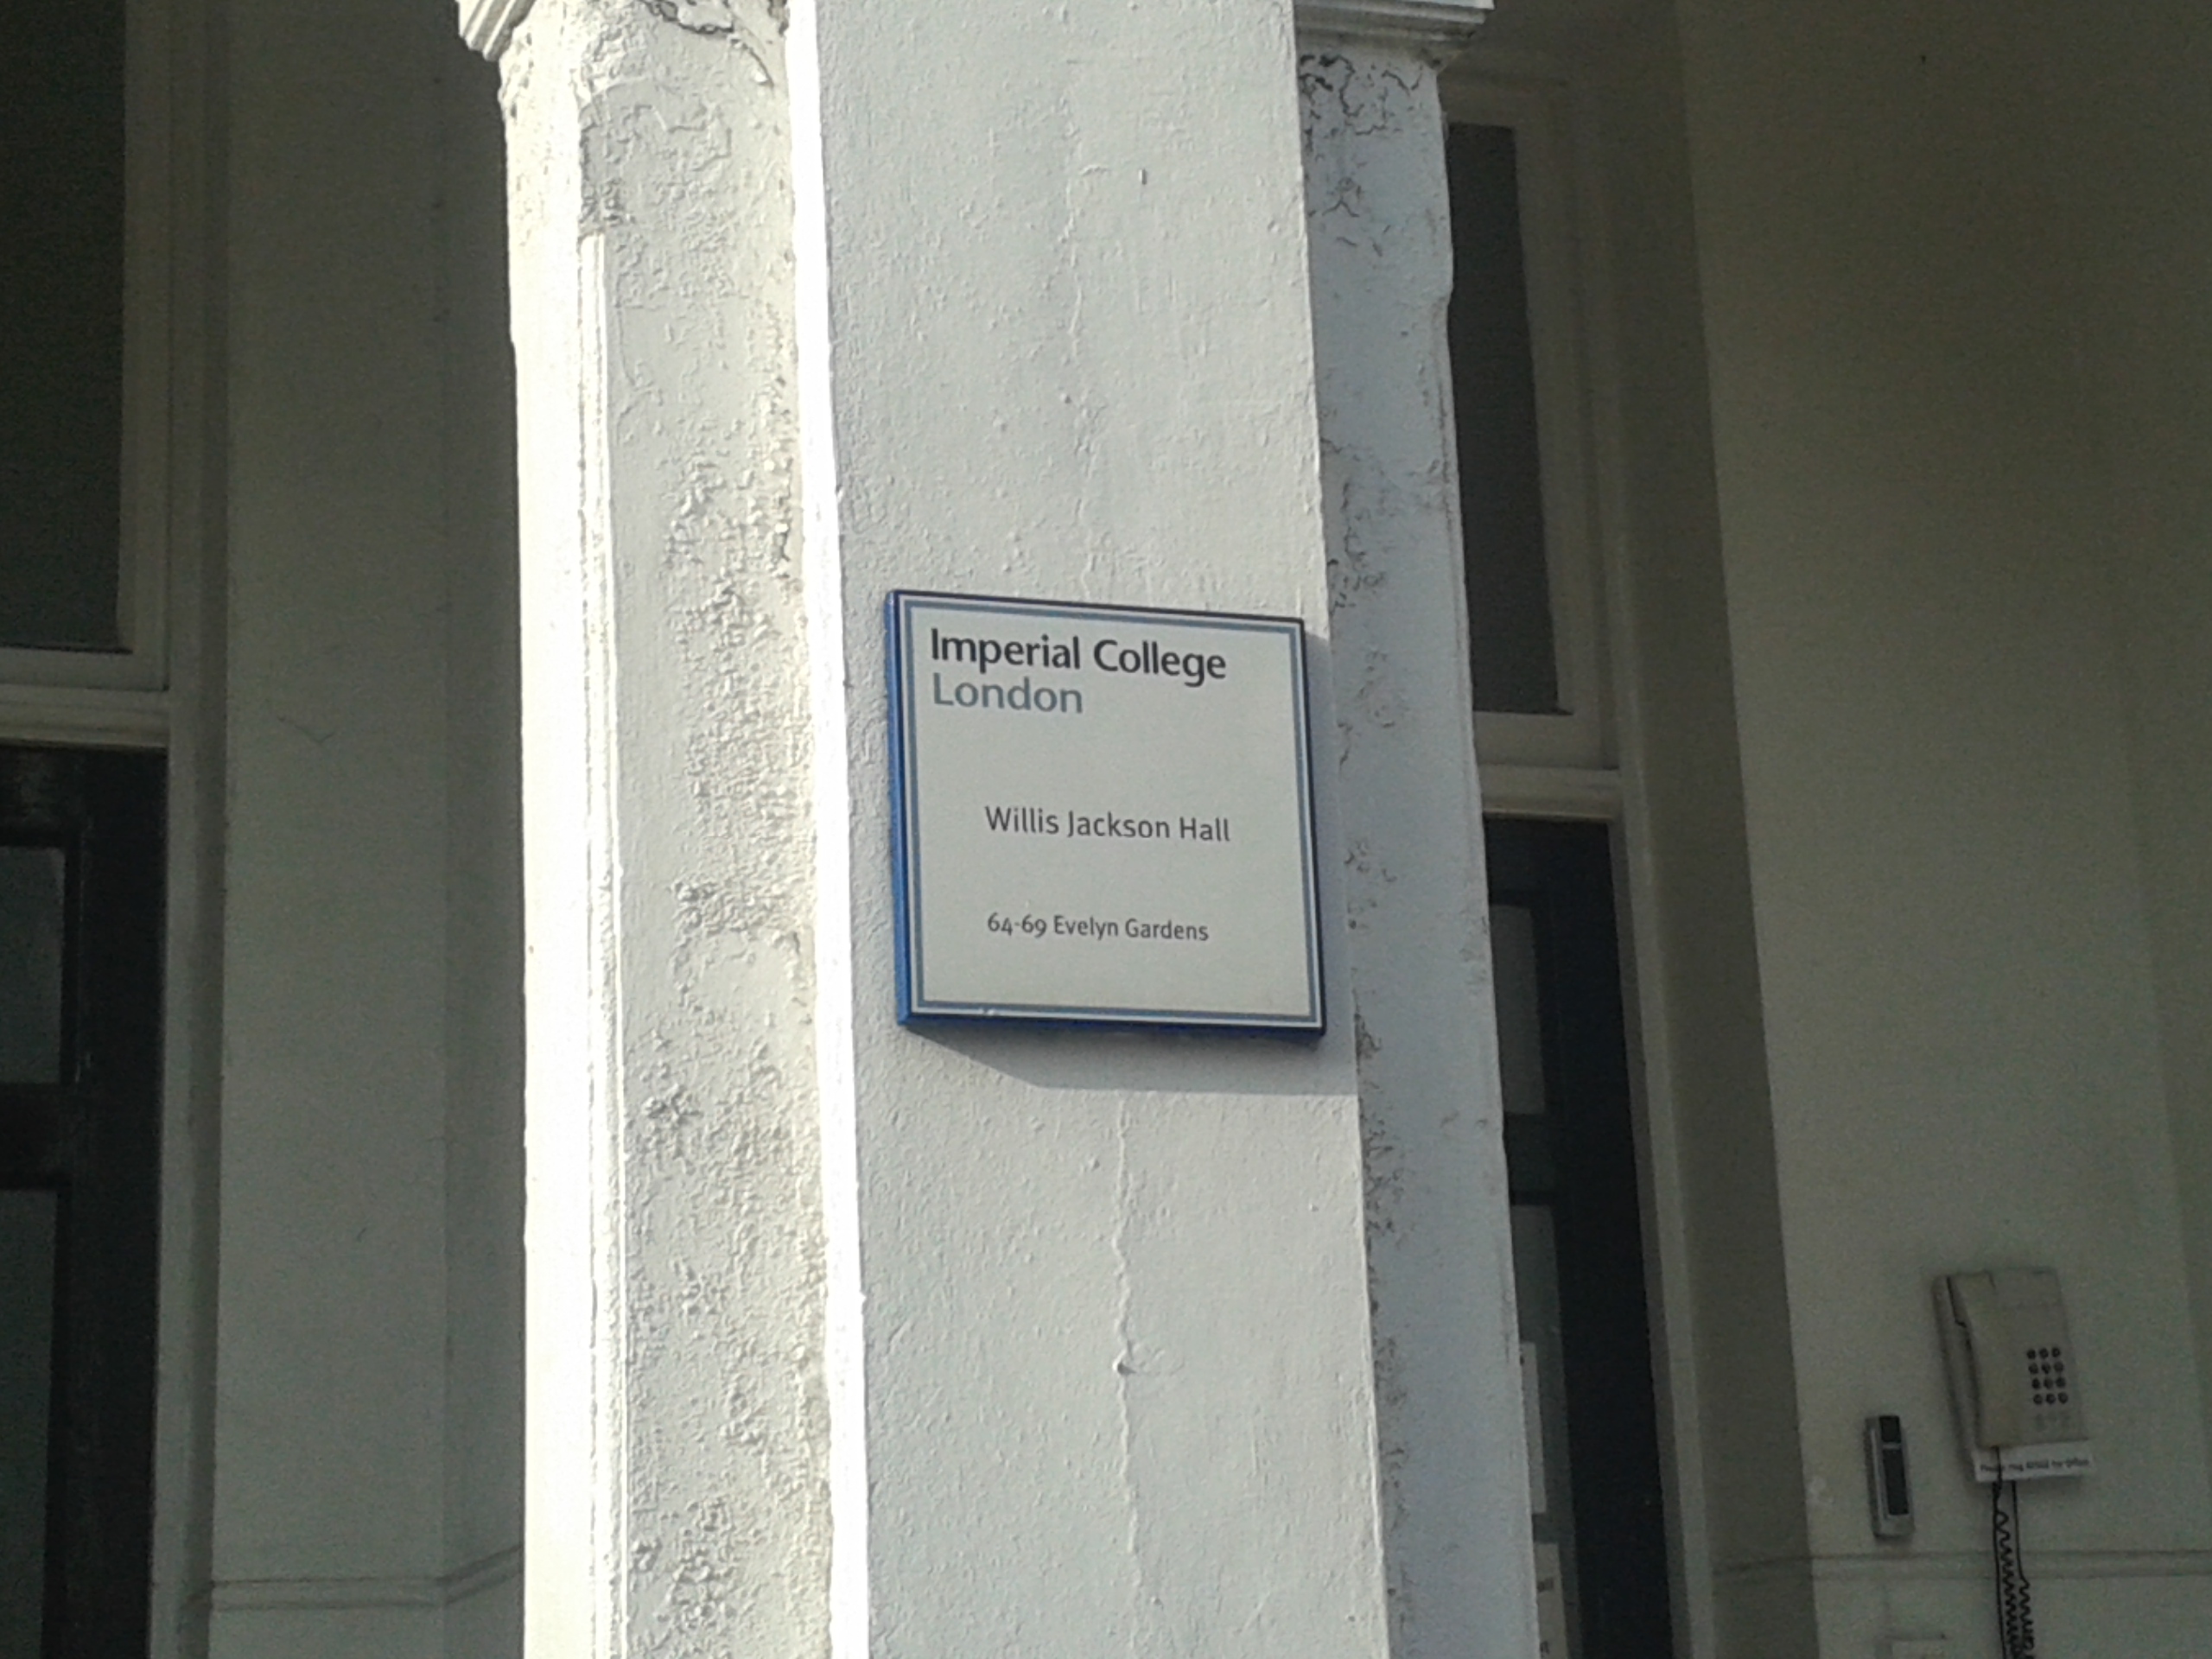 Imperial College
London
Willis Jackson Hall
64-69 Evelyn Gardens